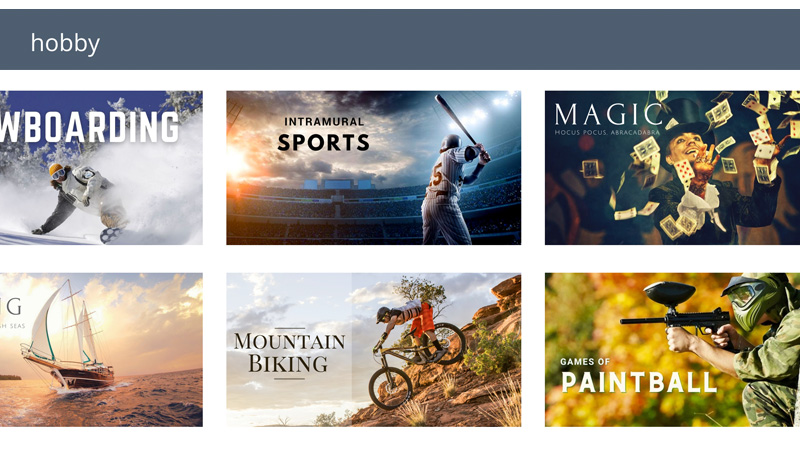 hobby
WBOARDING
INTRAMURAL
SPORTS
MAGIC
HOCUS POCUS, ABRACADABRA
G
H SEAS
MOUNTAIN
BIKING
GAMES OF
PAINTBALL